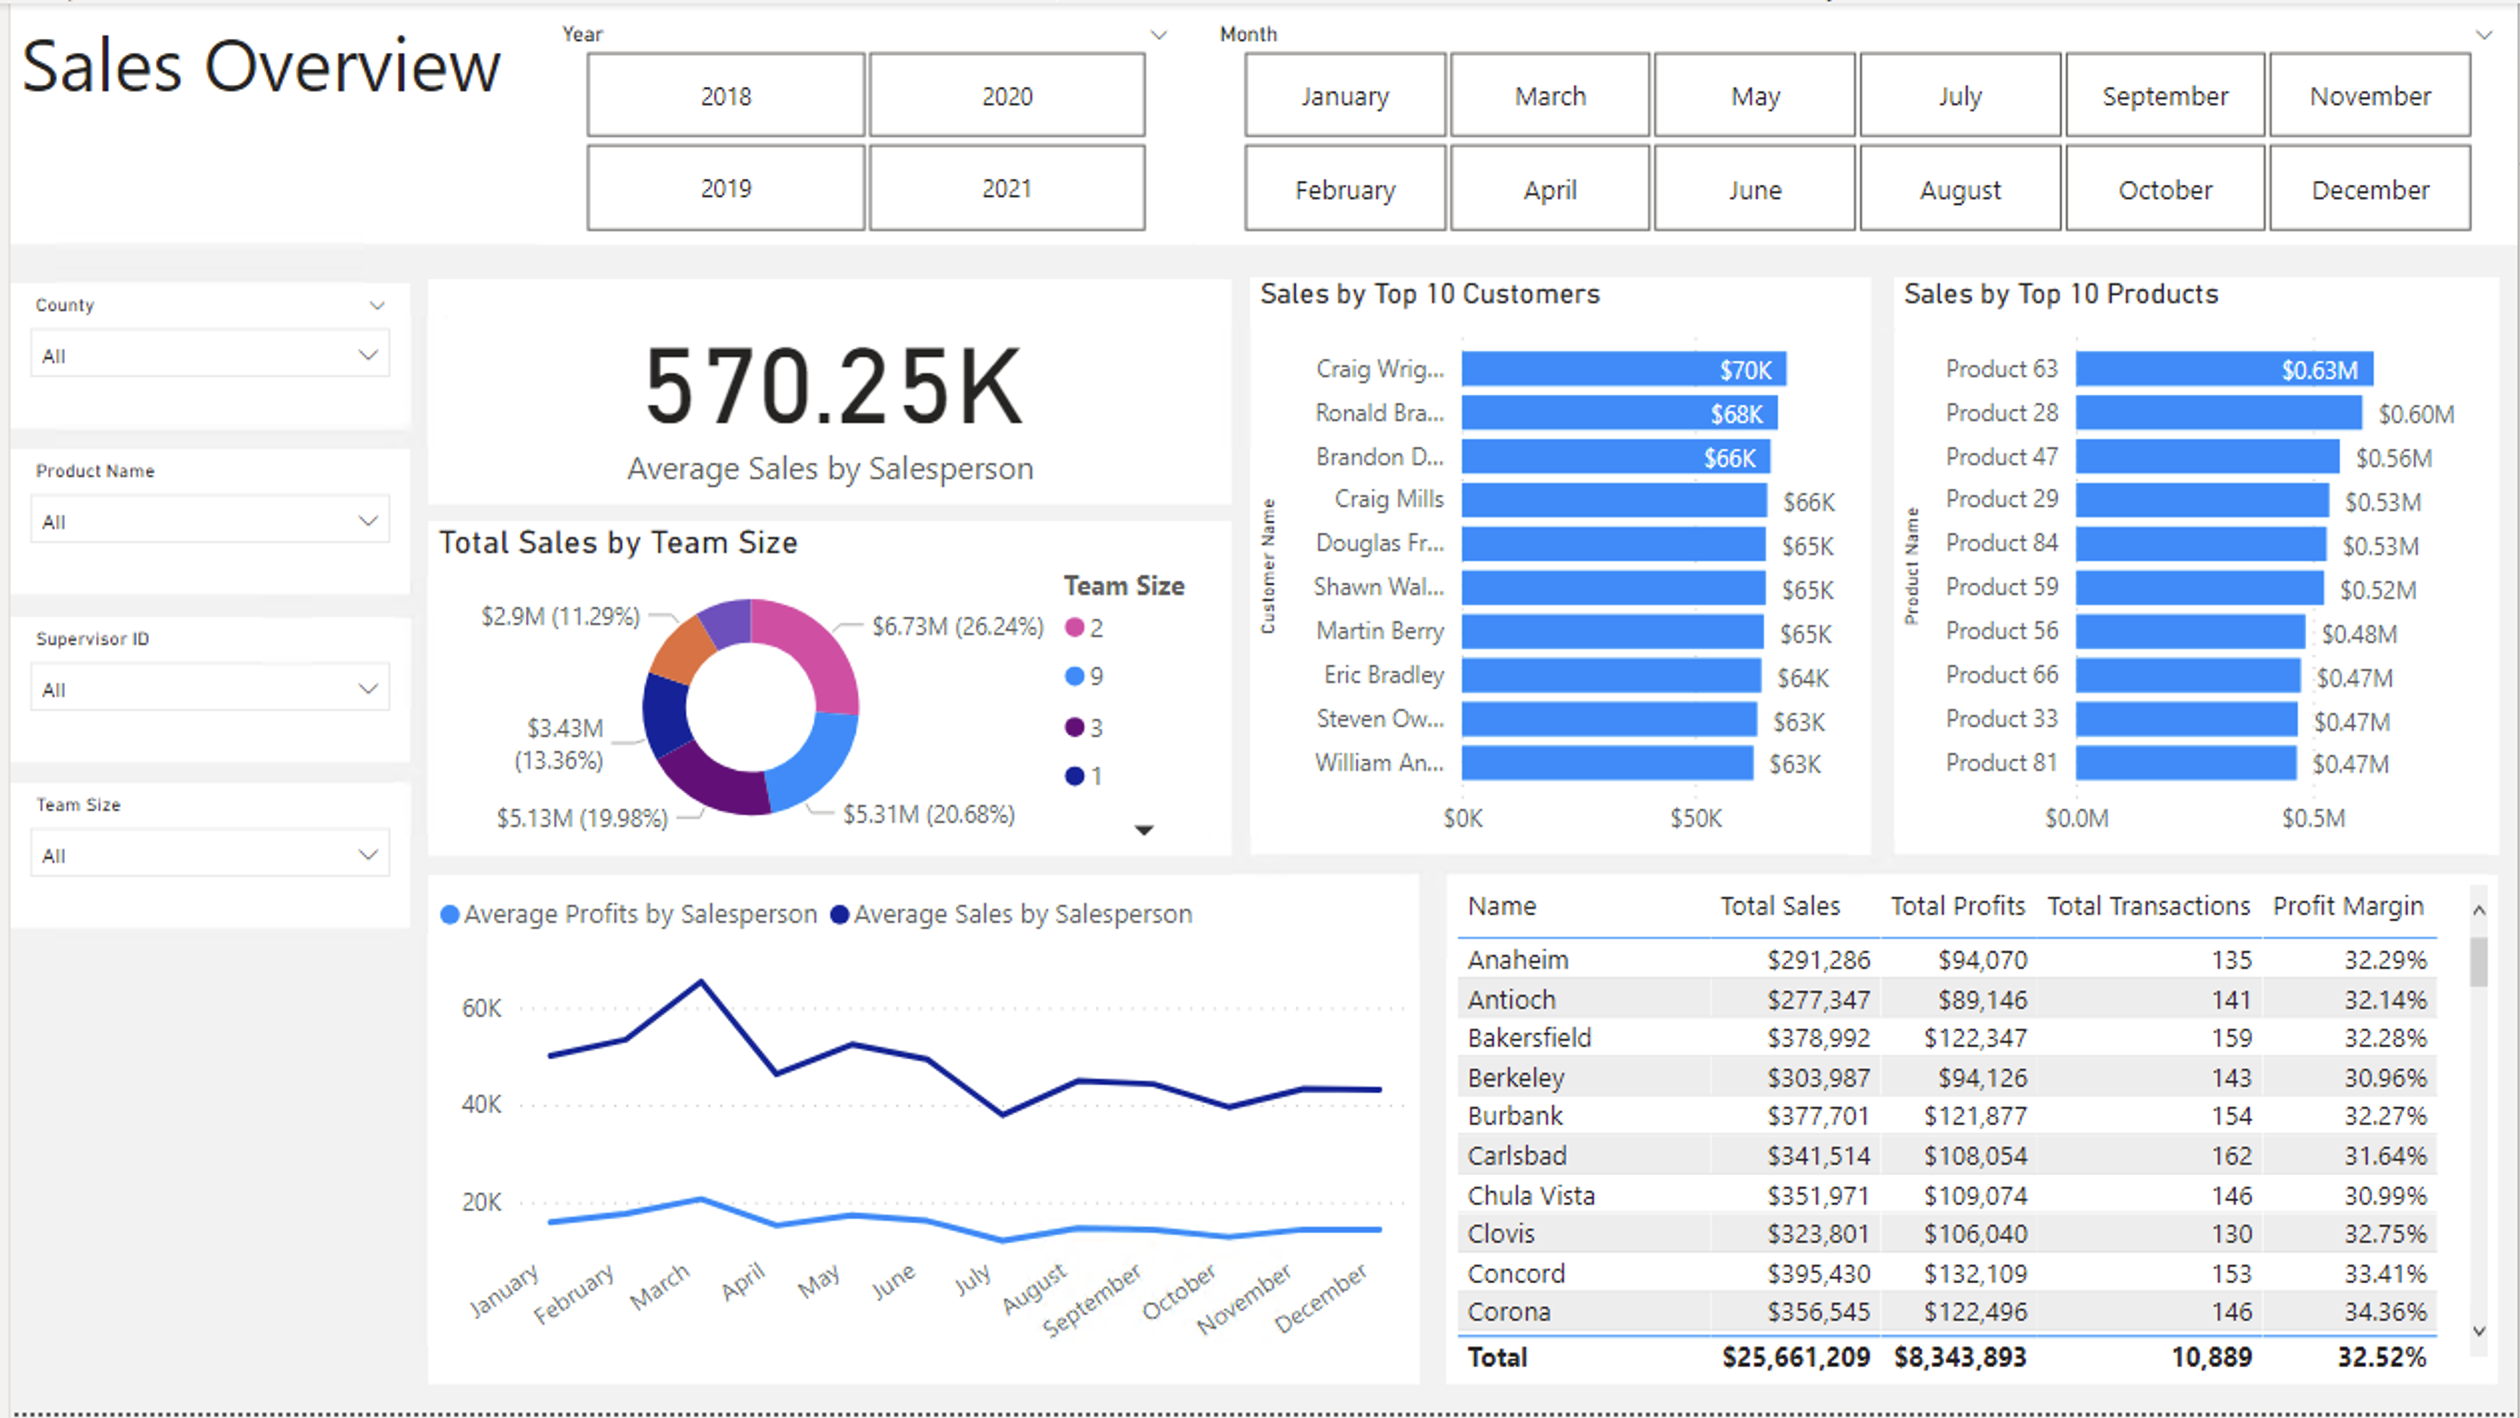 Sales Overview
Year
2018
2020
2019
2021
Month
January
March
May
July
September
November
February
April
June
August
October
December
County
All
Product Name
All
Supervisor ID
All
Team Size
All
570.25K
Average Sales by Salesperson
Total Sales by Team Size
$2.9M (11.29%)
$6.73M (26.24%)
$3.43M
(13.36%)
$5.13M (19.98%)
$5.31M (20.68%)
Team Size
2
9
3
1
Sales by Top 10 Customers
Customer Name
Craig Wrig... $70K
Ronald Bra... $68K
Brandon D... $66K
Craig Mills $66K
Douglas Fr... $65K
Shawn Wal... $65K
Martin Berry $65K
Eric Bradley $64K
Steven Ow... $63K
William An... $63K
$0K $50K
Sales by Top 10 Products
Product Name
Product 63 $0.63M
Product 28 $0.60M
Product 47 $0.56M
Product 29 $0.53M
Product 84 $0.53M
Product 59 $0.52M
Product 56 $0.48M
Product 66 $0.47M
Product 33 $0.47M
Product 81 $0.47M
$0.0M $0.5M
Average Profits by Salesperson Average Sales by Salesperson
60K
40K
20K
January February March April May June July August September October November December
Name Total Sales Total Profits Total Transactions Profit Margin
Anaheim $291,286 $94,070 135 32.29%
Antioch $277,347 $89,146 141 32.14%
Bakersfield $378,992 $122,347 159 32.28%
Berkeley $303,987 $94,126 143 30.96%
Burbank $377,701 $121,877 154 32.27%
Carlsbad $341,514 $108,054 162 31.64%
Chula Vista $351,971 $109,074 146 30.99%
Clovis $323,801 $106,040 130 32.75%
Concord $395,430 $132,109 153 33.41%
Corona $356,545 $122,496 146 34.36%
Total $25,661,209 $8,343,893 10,889 32.52%